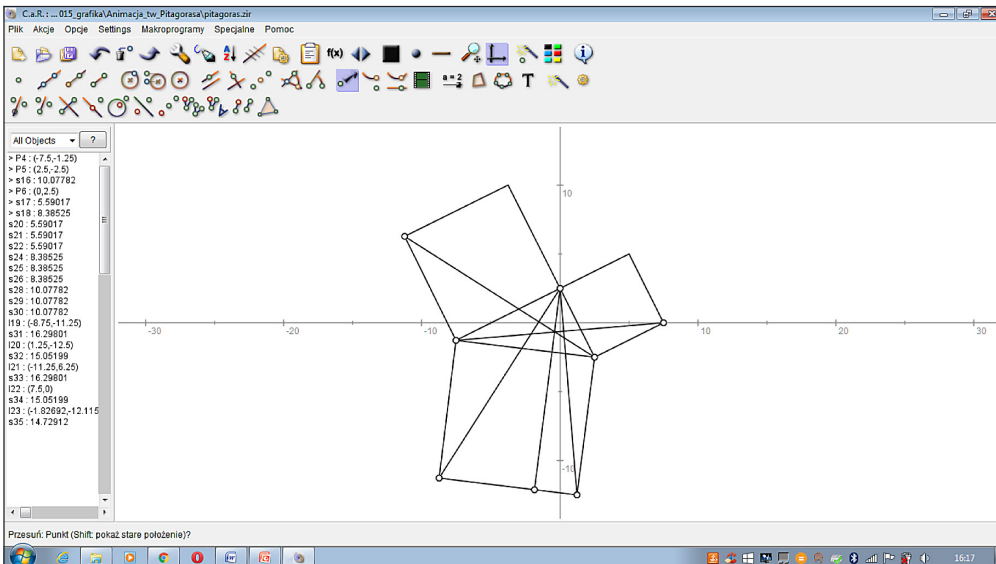 C.a.R.: ... 015_grafika\Animacja_tw_Pitagorasa\pitagoras.zir
Plik Akcje Opcje Settings Makroprogramy Specjalne Pomoc
f(x)
a = 2
T
All Objects ?
> P4 : (-7.5,-1.25)
> P5 : (2.5,-2.5)
> s16 : 10.07782
> P6 : (0,2.5)
> s17 : 5.59017
> s18 : 8.38525
s20 : 5.59017
s21 : 5.59017
s22 : 5.59017
s24 : 8.38525
s25 : 8.38525
s26 : 8.38525
s28 : 10.07782
s29 : 10.07782
s30 : 10.07782
I19 : (-8.75,-11.25)
s31 : 16.29801
I20 : (1.25,-12.5)
s32 : 15.05199
I21 : (-11.25,6.25)
s33 : 16.29801
I22 : (7.5,0)
s34 : 15.05199
I23 : (-1.82692,-12.115
s35 : 14.72912
10
-30 -20 -10 10 20 30
-10
Przesuń: Punkt (Shift: pokaż stare położenie)?
16:17